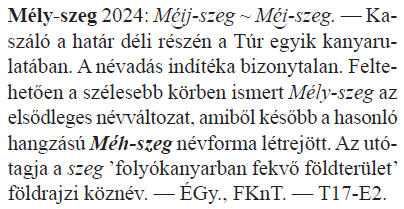 Mély-szeg 2024: Méi̯j-szeg ~ Méi̯-szeg. — Ka-
száló a határ déli részén a Túr egyik kanyaru-
latában. A névadás indítéka bizonytalan. Felte-
hetően a szélesebb körben ismert Mély-szeg az
elsődleges névváltozat, amiből később a hasonló
hangzású Méh-szeg névforma létrejött. Az utó-
tagja a szeg ’folyókanyarban fekvő földterület’
földrajzi köznév. — ÉGy., FKnT. — T17-E2.